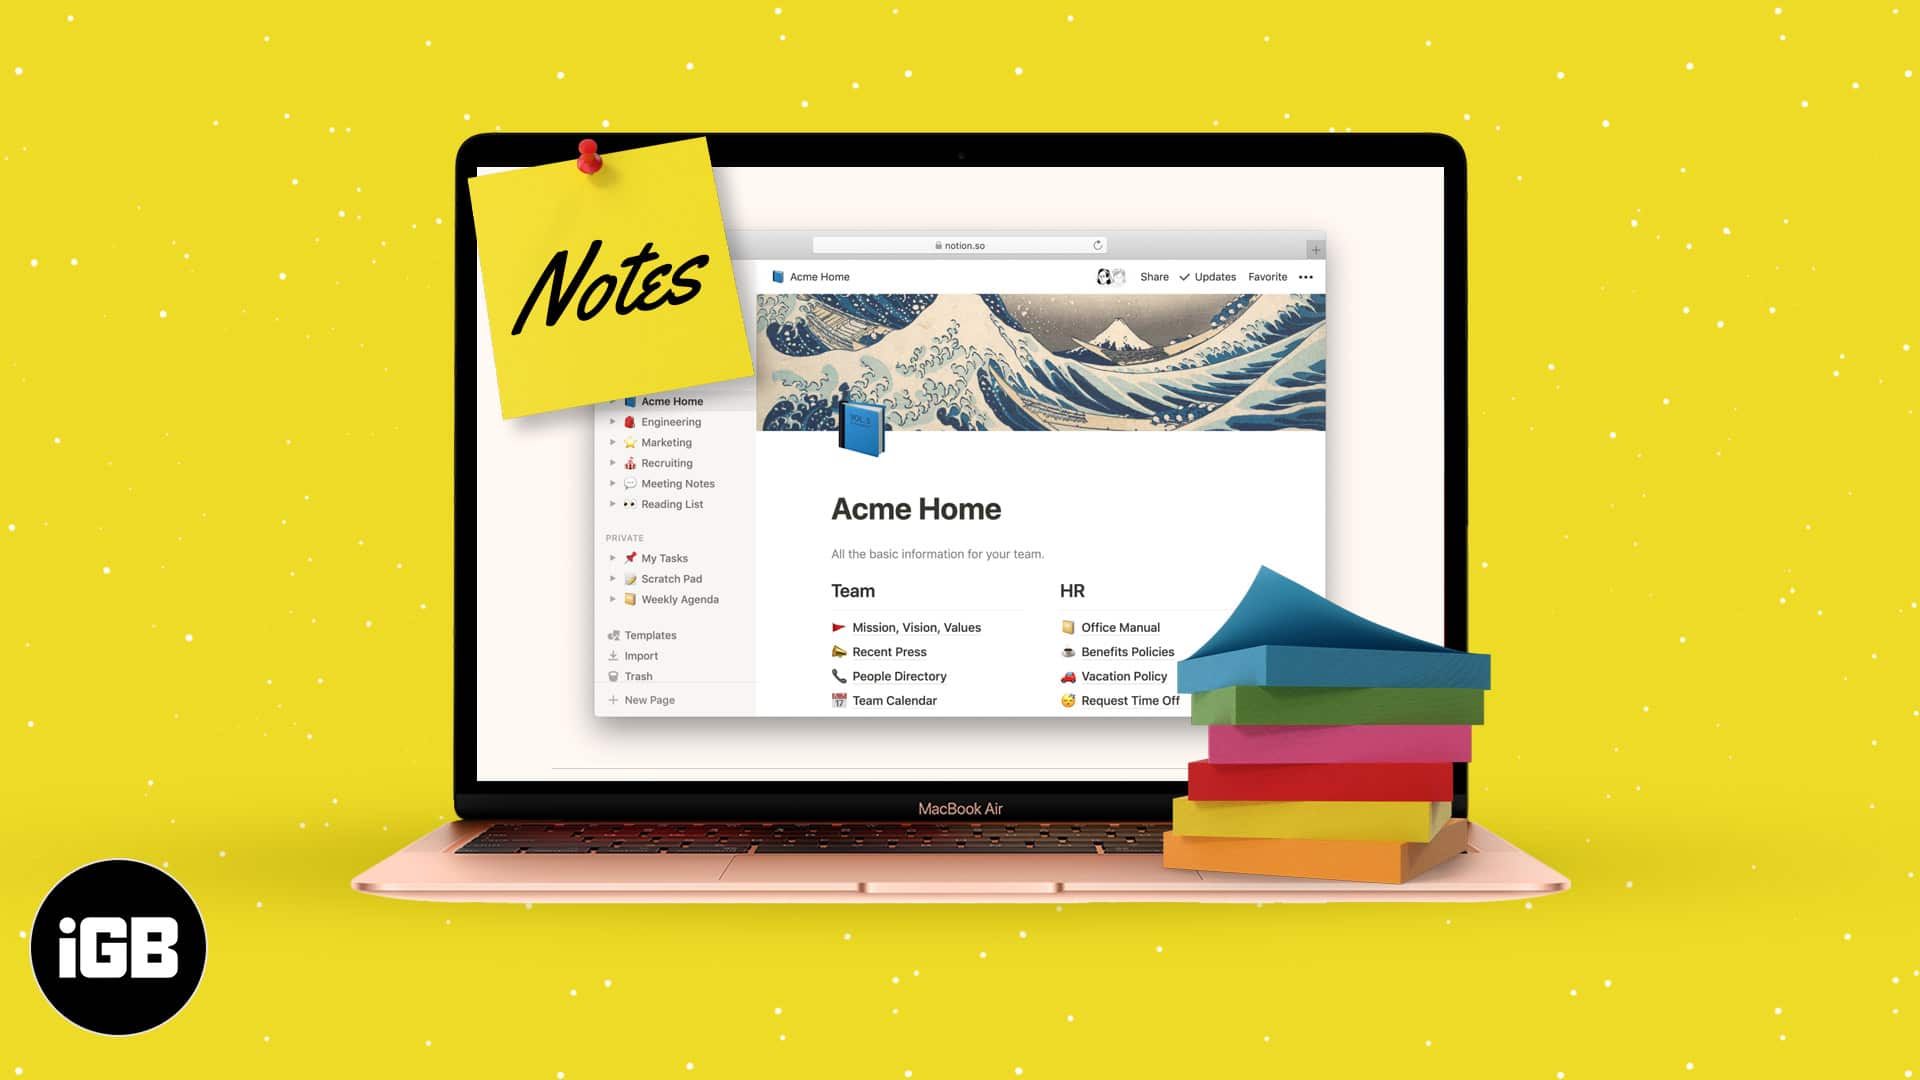 Notes
notion.so
Acme Home
Share
Updates
Favorite
VOL. 1
Acme Home
Engineering
Marketing
Recruiting
Meeting Notes
Reading List
PRIVATE
My Tasks
Scratch Pad
Weekly Agenda
Templates
Import
Trash
New Page
Acme Home
All the basic information for your team.
Team
Mission, Vision, Values
Recent Press
People Directory
Team Calendar
HR
Office Manual
Benefits Policies
Vacation Policy
Request Time Off
MacBook Air
iGB